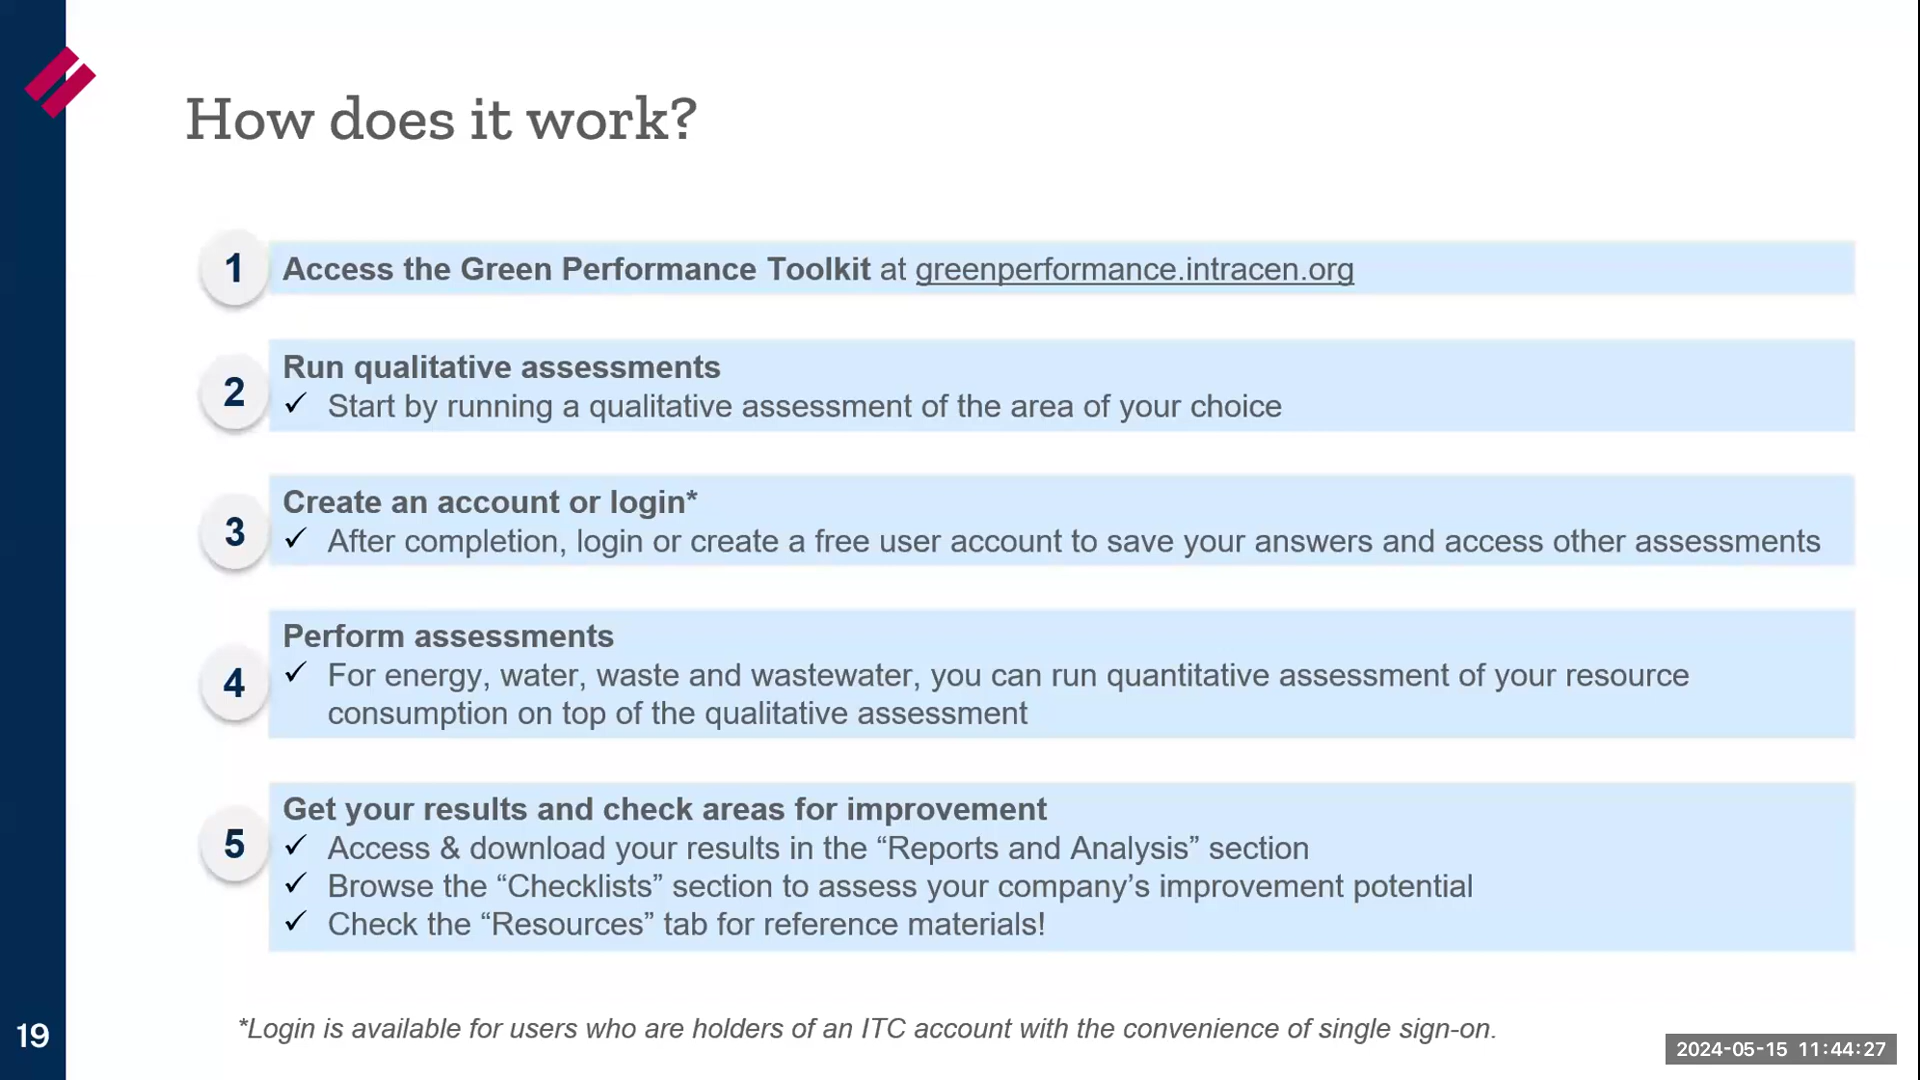 How does it work?
1
Access the Green Performance Toolkit at greenperformance.intracen.org
2
Run qualitative assessments
✓ Start by running a qualitative assessment of the area of your choice
3
Create an account or login*
✓ After completion, login or create a free user account to save your answers and access other assessments
4
Perform assessments
✓ For energy, water, waste and wastewater, you can run quantitative assessment of your resource
consumption on top of the qualitative assessment
5
Get your results and check areas for improvement
✓ Access & download your results in the “Reports and Analysis” section
✓ Browse the “Checklists” section to assess your company’s improvement potential
✓ Check the “Resources” tab for reference materials!
*Login is available for users who are holders of an ITC account with the convenience of single sign-on.
19
2024-05-15 11:44:27